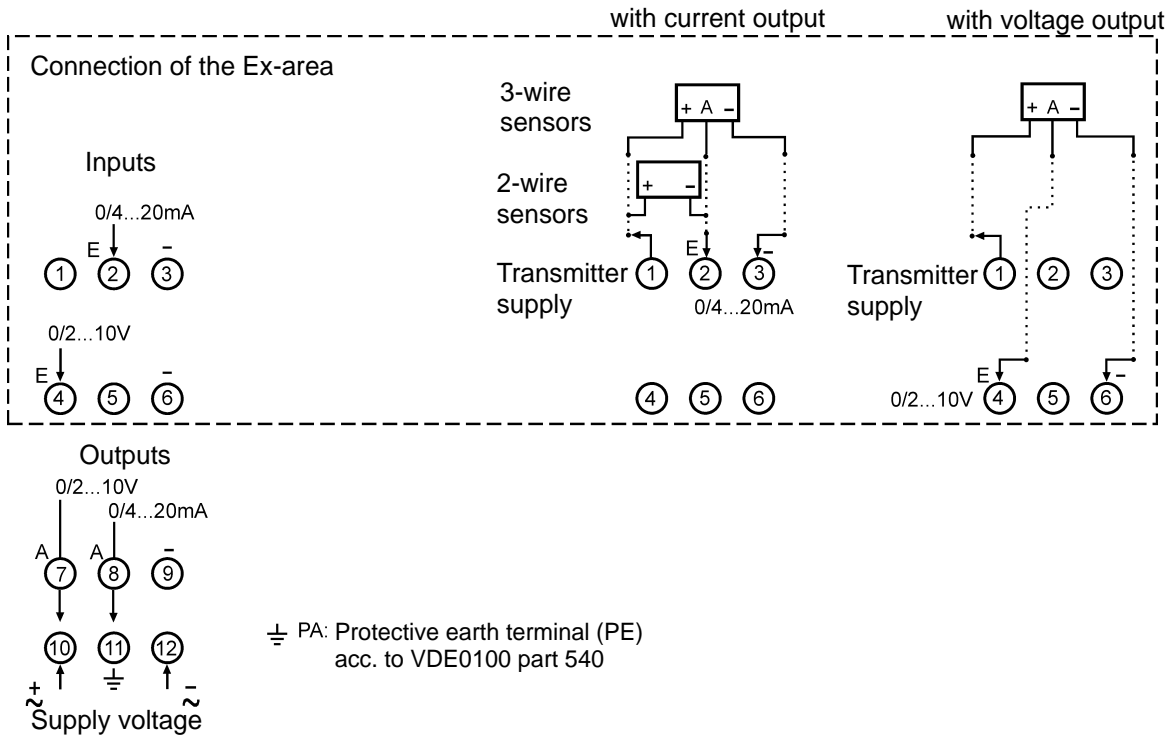 with current output
with voltage output
Connection of the Ex-area
3-wire
sensors
+ A –
+ A –
Inputs
2-wire
sensors
+ –
0/4...20mA
E –
1 2 3
Transmitter
supply
E –
1 2 3
0/4...20mA
Transmitter
supply
1 2 3
0/2...10V
E –
4 5 6
4 5 6
0/2...10V
E –
4 5 6
Outputs
0/2...10V
0/4...20mA
A A –
7 8 9
10 11 12
+ –
~ ~
Supply voltage
PA: Protective earth terminal (PE)
acc. to VDE0100 part 540